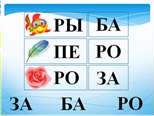 РЫ БА
ПЕ РО
РО ЗА
ЗА БА РО